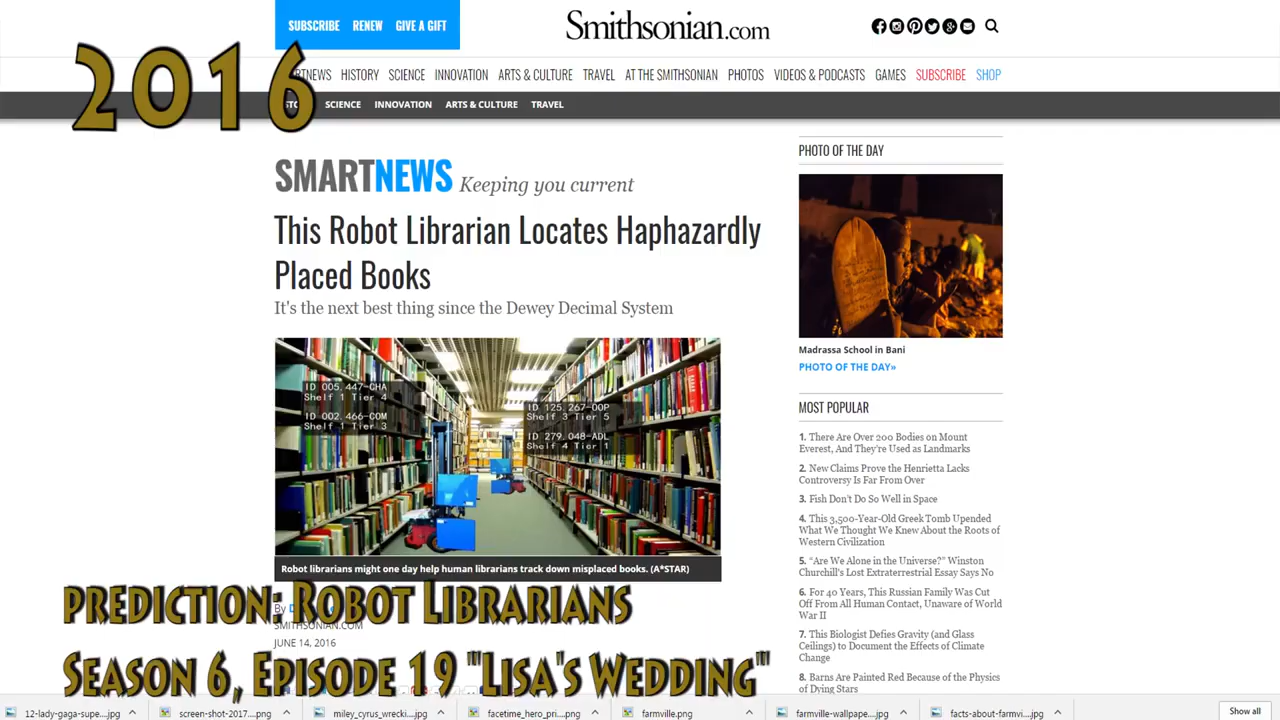 SUBSCRIBE RENEW GIVE A GIFT
Smithsonian.com
2016
HISTORY SCIENCE INNOVATION ARTS & CULTURE TRAVEL AT THE SMITHSONIAN PHOTOS VIDEOS & PODCASTS GAMES SUBSCRIBE SHOP
SCIENCE INNOVATION ARTS & CULTURE TRAVEL
SMARTNEWS Keeping you current
This Robot Librarian Locates Haphazardly
Placed Books
It's the next best thing since the Dewey Decimal System
ID 005.447-CHA
Shelf 1 Tier 4
ID 002.466-COM
Shelf 1 Tier 3
ID 125.267-OOP
Shelf 3 Tier 5
ID 279.048-ADL
Shelf 4 Tier 1
Robot librarians might one day help human librarians track down misplaced books. (A*STAR)
By
SMITHSONIAN.COM
JUNE 14, 2016
PREDICTION: ROBOT LIBRARIANS
SEASON 6, EPISODE 19 "LISA'S WEDDING"
PHOTO OF THE DAY
Madrassa School in Bani
PHOTO OF THE DAY»
MOST POPULAR
1. There Are Over 200 Bodies on Mount
Everest, And They're Used as Landmarks
2. New Claims Prove the Henrietta Lacks
Controversy Is Far From Over
3. Fish Don't Do So Well in Space
4. This 3,500-Year-Old Greek Tomb Upended
What We Thought We Knew About the Roots of
Western Civilization
5. "Are We Alone in the Universe?" Winston
Churchill's Lost Extraterrestrial Essay Says No
6. For 40 Years, This Russian Family Was Cut
Off From All Human Contact, Unaware of World
War II
7. This Biologist Defies Gravity (and Glass
Ceilings) to Document the Effects of Climate
Change
8. Barns Are Painted Red Because of the Physics
of Dying Stars
12-lady-gaga-supe....jpg screen-shot-2017....png miley_cyrus_wrecki....jpg facetime_hero_pri....png farmville.png farmville-wallpape....jpg facts-about-farmvi....jpg Show all